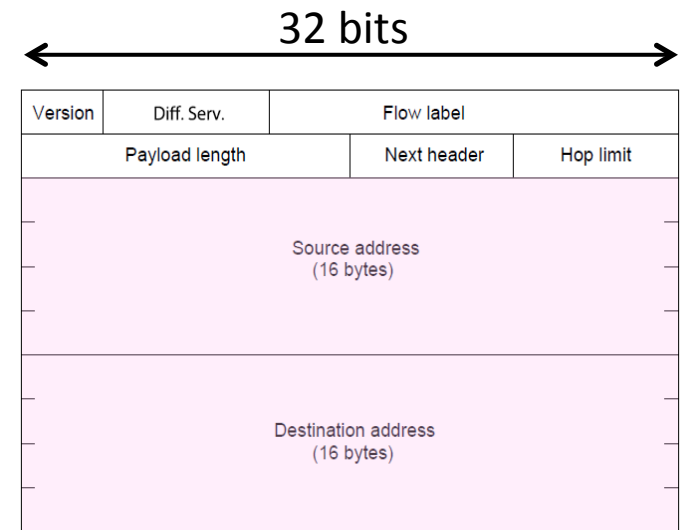 32 bits
Version Diff. Serv. Flow label
Payload length Next header Hop limit
Source address
(16 bytes)
Destination address
(16 bytes)